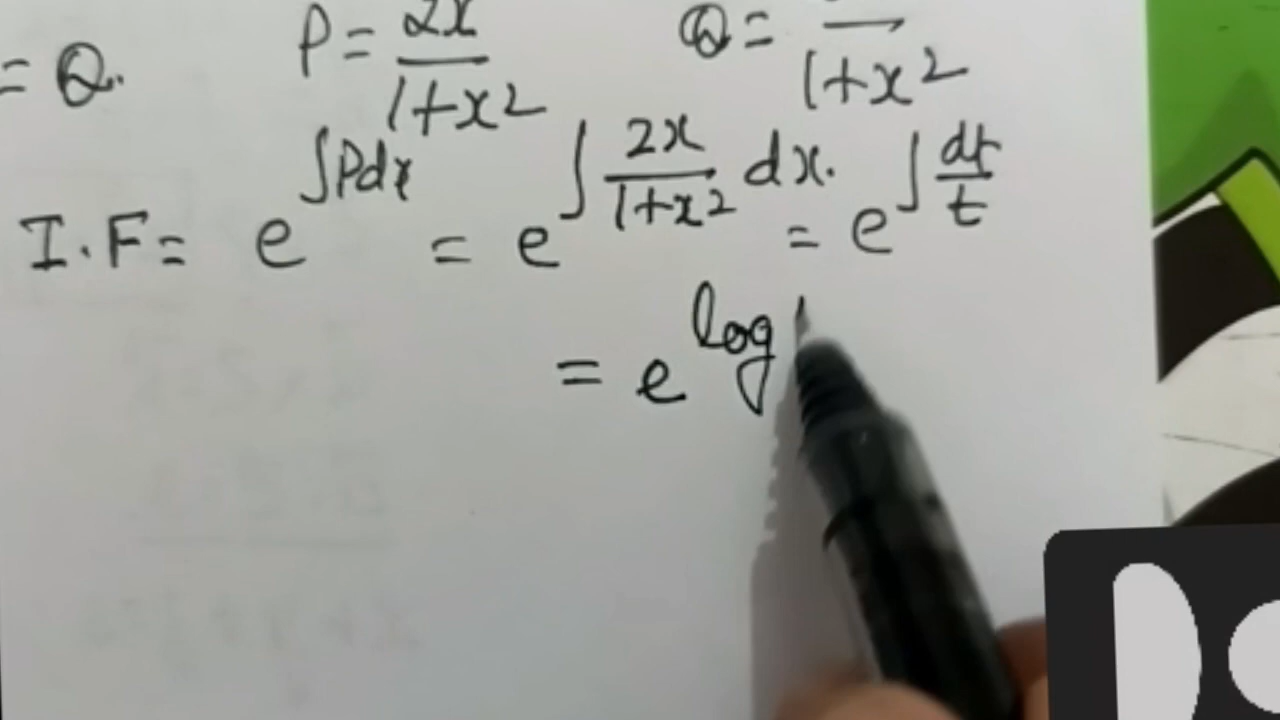 = Q. P = 2x/1+x² Q = /1+x²
I.F = e^∫Pdx = e^∫2x/1+x² dx. = e^∫dt/t
= e^log